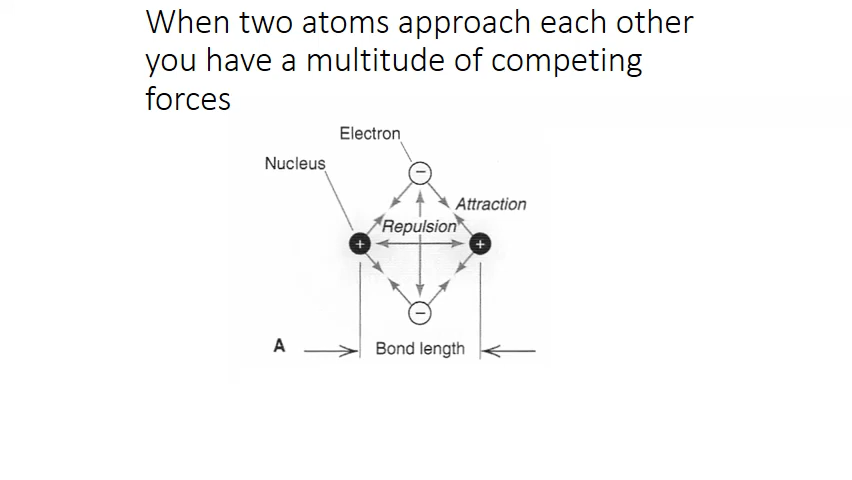 When two atoms approach each other
you have a multitude of competing
forces
Electron
Nucleus
−
Attraction
Repulsion
+
+
−
A
Bond length